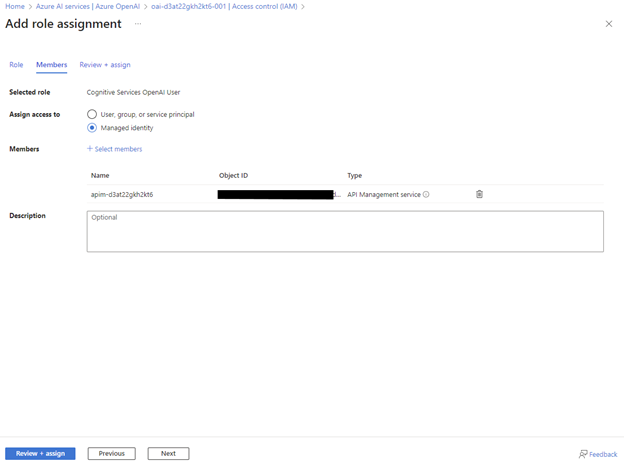 Home > Azure AI services | Azure OpenAI > oai-d3at22gkh2kt6-001 | Access control (IAM) >
Add role assignment ...
Role Members Review + assign
Selected role Cognitive Services OpenAI User
Assign access to User, group, or service principal
Managed identity
Members + Select members
Name Object ID Type
apim-d3at22gkh2kt6 d... API Management service
Description Optional
Review + assign Previous Next Feedback